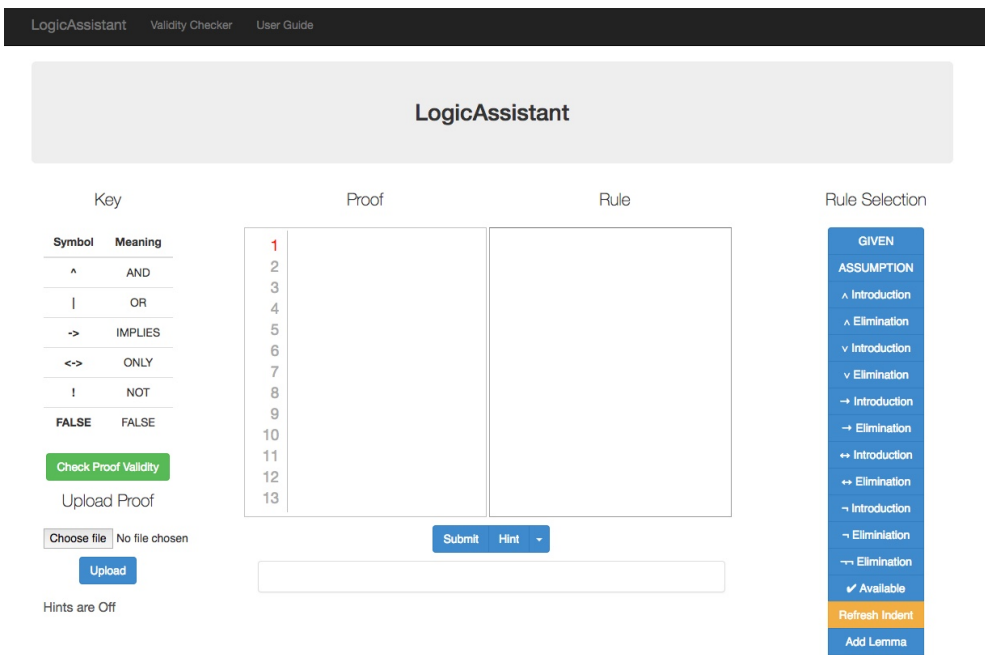 LogicAssistant Validity Checker User Guide
LogicAssistant
Key
Symbol Meaning
^ AND
| OR
-> IMPLIES
<-> ONLY
! NOT
FALSE FALSE
Check Proof Validity
Upload Proof
Choose file No file chosen
Upload
Hints are Off
Proof
1
2
3
4
5
6
7
8
9
10
11
12
13
Rule
Submit Hint
Rule Selection
GIVEN
ASSUMPTION
∧ Introduction
∧ Elimination
∨ Introduction
∨ Elimination
→ Introduction
→ Elimination
↔ Introduction
↔ Elimination
¬ Introduction
¬ Eliminiation
¬¬ Elimination
✔ Available
Refresh Indent
Add Lemma